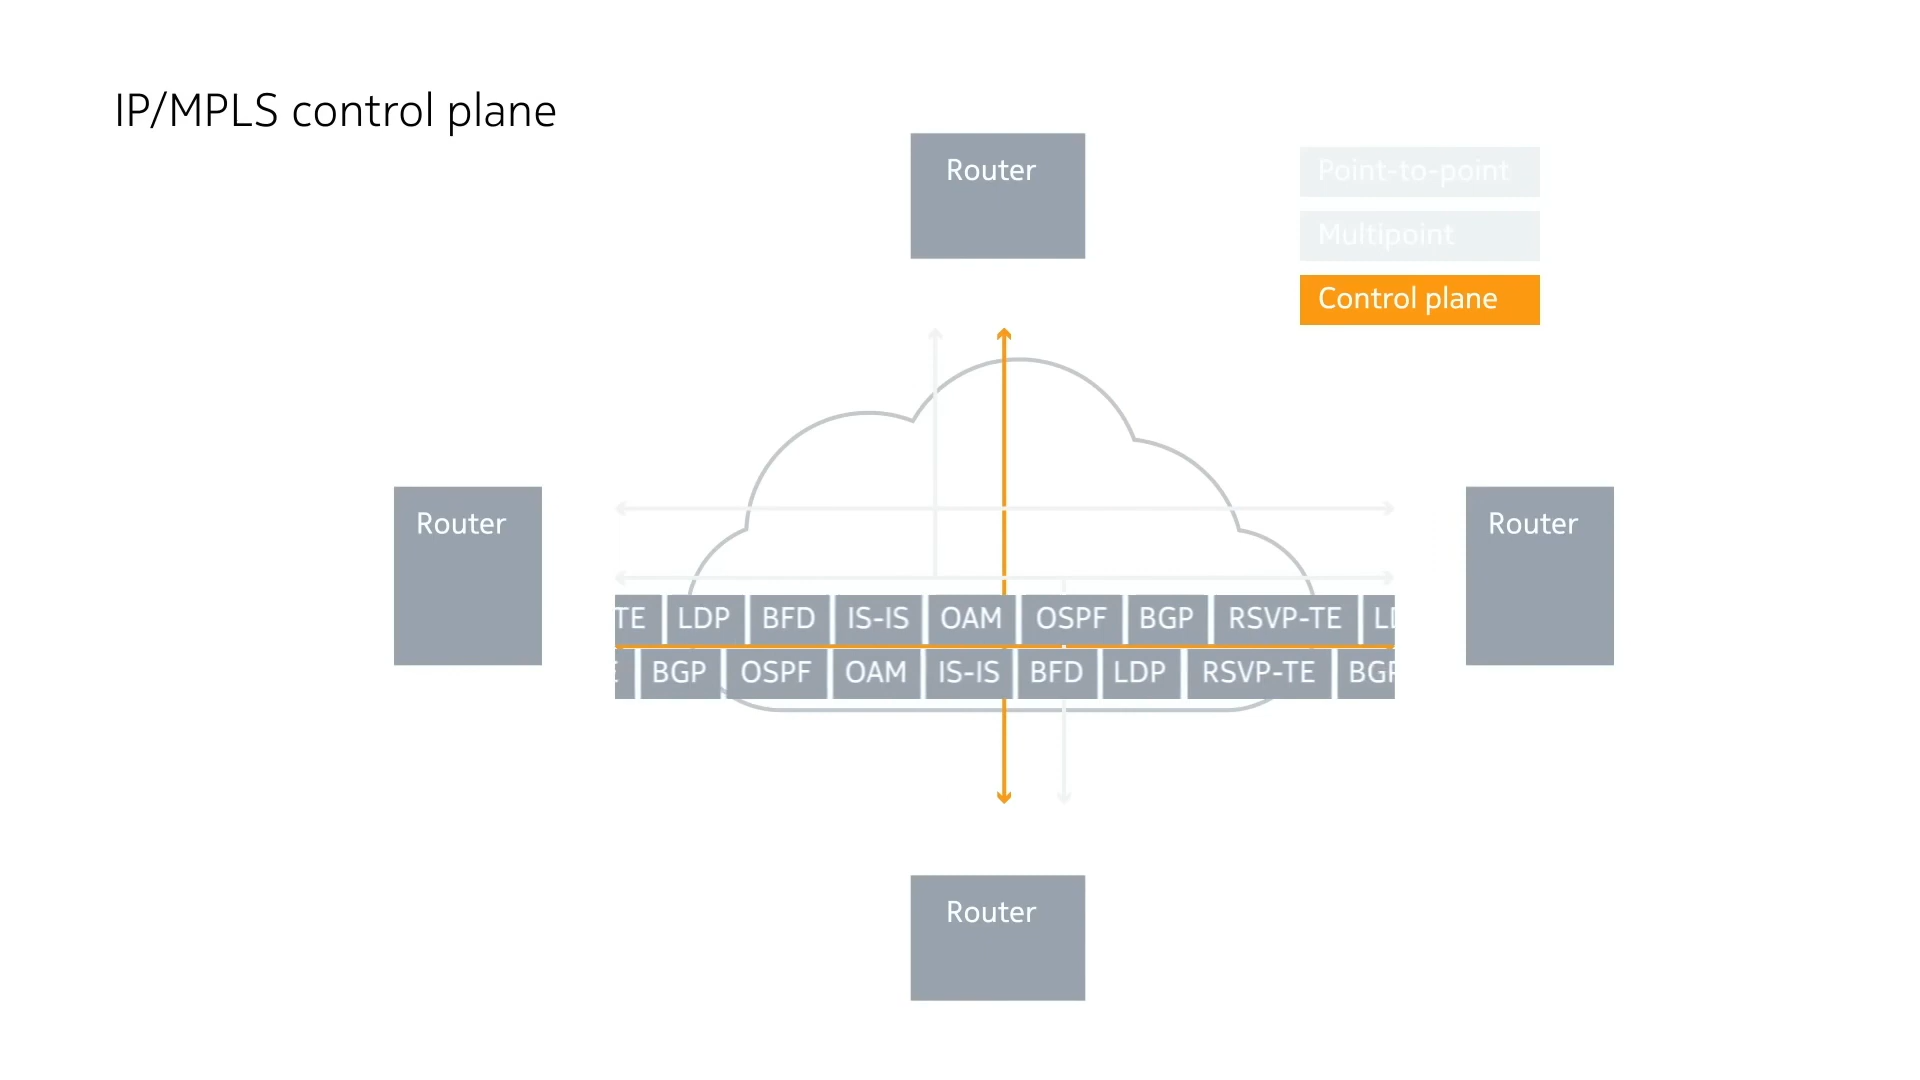 IP/MPLS control plane
Router
Point-to-point
Multipoint
Control plane
Router
Router
TE LDP BFD IS-IS OAM OSPF BGP RSVP-TE
BGP OSPF OAM IS-IS BFD LDP RSVP-TE BGP
Router